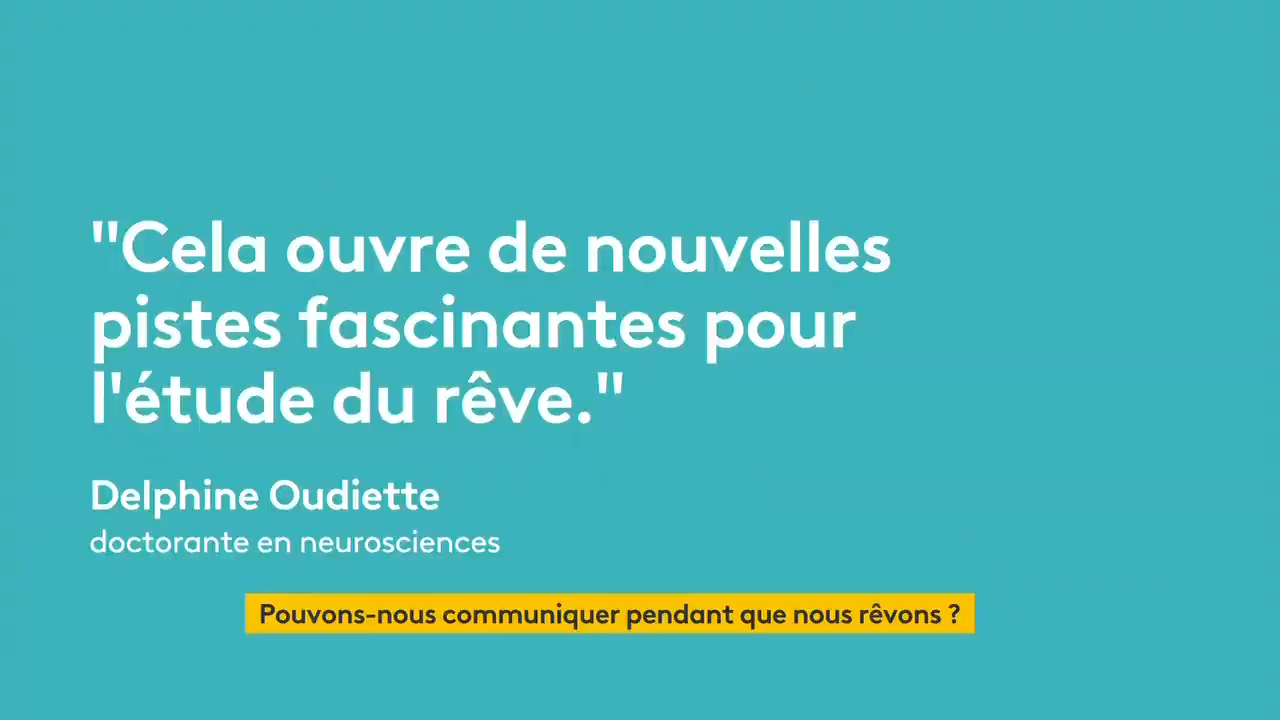 "Cela ouvre de nouvelles
pistes fascinantes pour
l'étude du rêve."
Delphine Oudiette
doctorante en neurosciences
Pouvons-nous communiquer pendant que nous rêvons ?